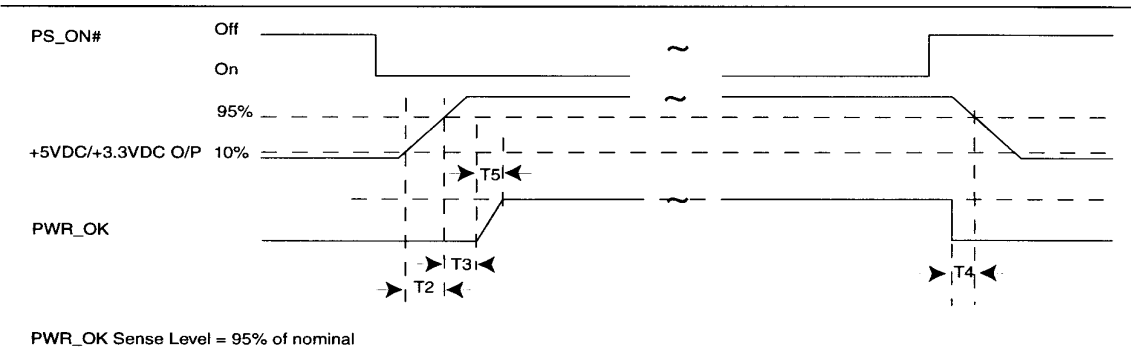 PS_ON#
Off
On
95%
+5VDC/+3.3VDC O/P
10%
T5
PWR_OK
T3
T2
T4
PWR_OK Sense Level = 95% of nominal